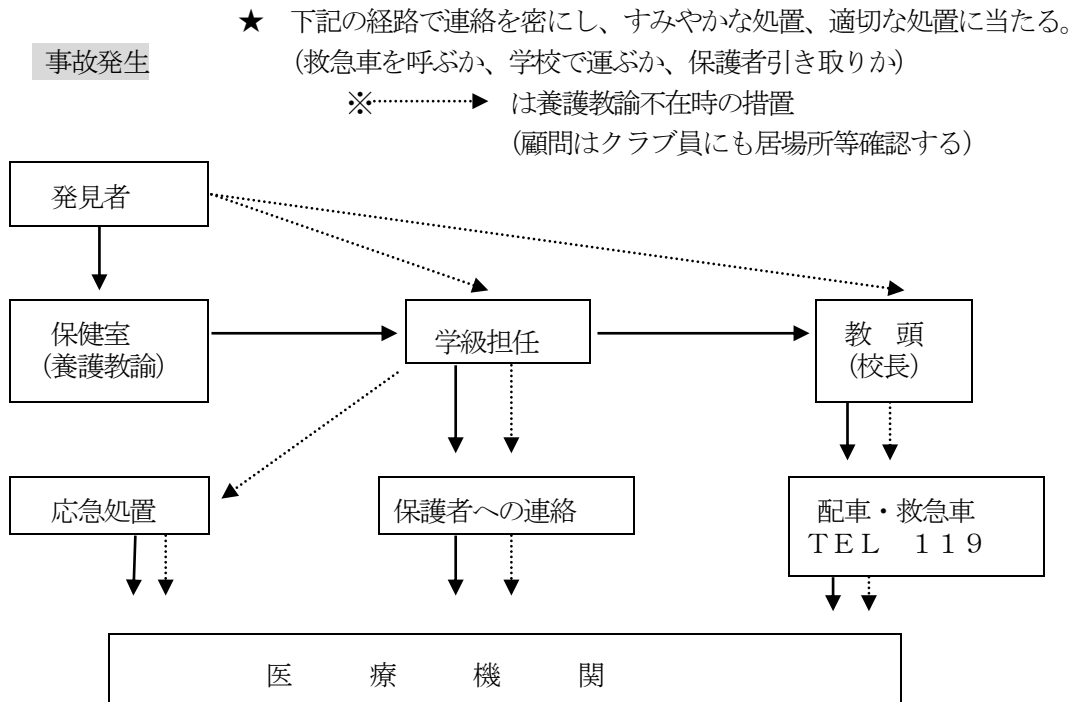 ★ 下記の経路で連絡を密にし、すみやかな処置、適切な処置に当たる。
事故発生
(救急車を呼ぶか、学校で運ぶか、保護者引き取りか)
※ は養護教諭不在時の措置
(顧問はクラブ員にも居場所等確認する)
発見者
保健室
(養護教諭)
学級担任
教 頭
(校長)
応急処置
保護者への連絡
配車・救急車
TEL 119
医 療 機 関